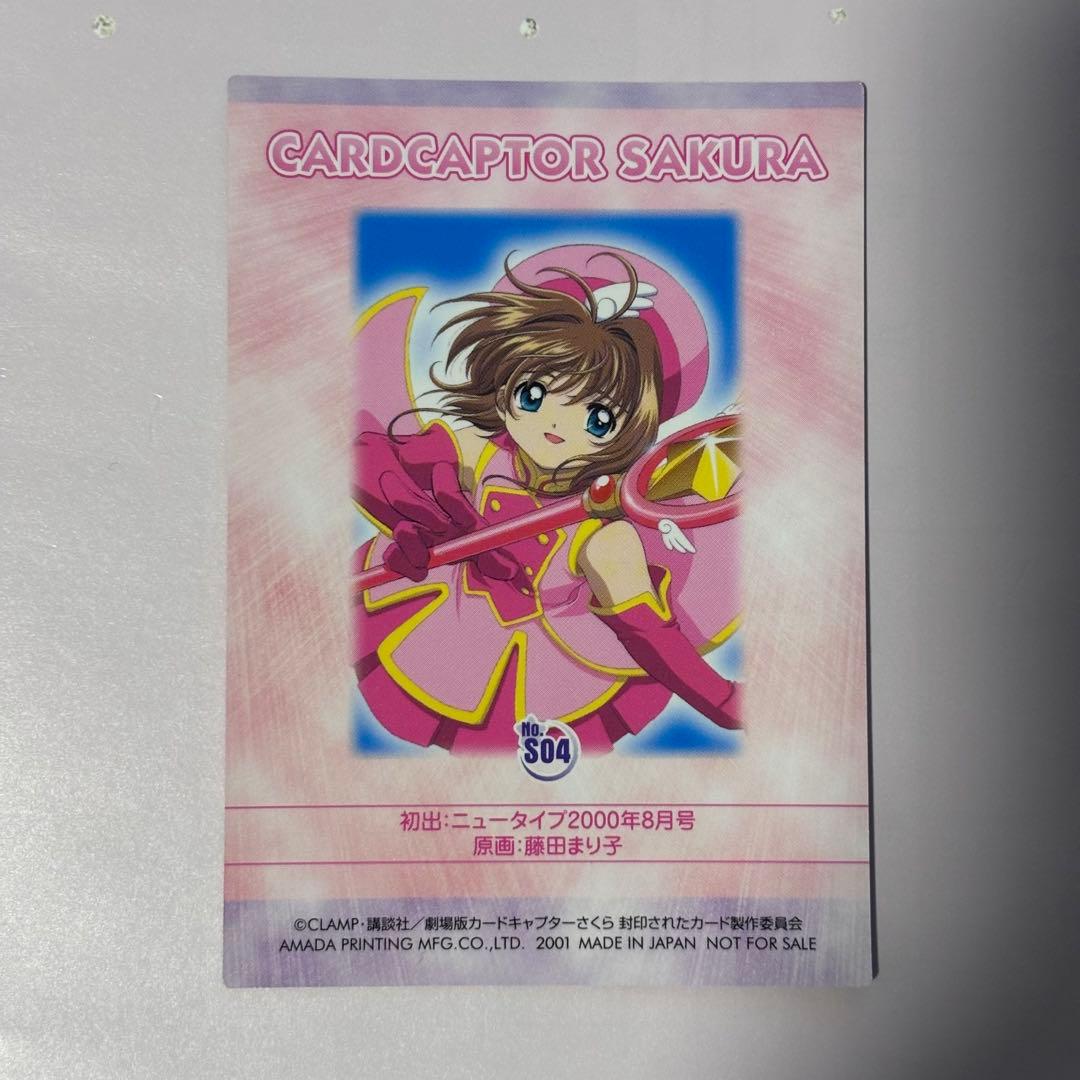 CARDCAPTOR SAKURA
No.
S04
初出:ニュータイプ2000年8月号
原画:藤田まり子
©CLAMP・講談社／劇場版カードキャプターさくら 封印されたカード製作委員会
AMADA PRINTING MFG.CO.,LTD. 2001 MADE IN JAPAN NOT FOR SALE